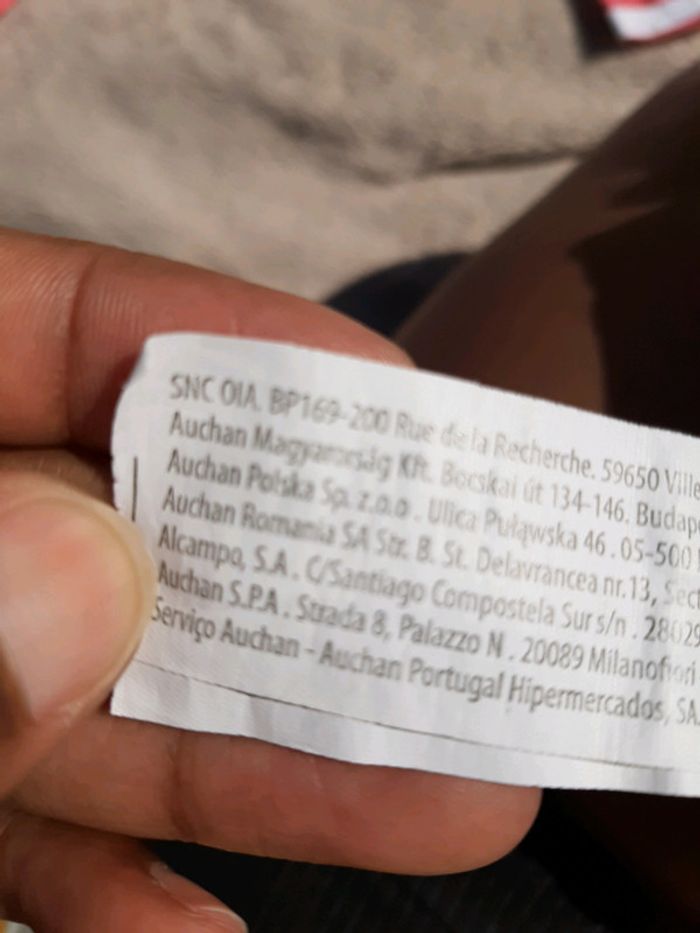 SNC OIA. BP169-200 Rue de la Recherche. 59650 Ville
Auchan Magyarország Kft. Bocskai út 134-146. Budap
Auchan Polska Sp. z.o.o . Ulica Puławska 46 . 05-500
Auchan Romania SA Str. B. St. Delavrancea nr.13, Sect
Alcampo, S.A . C/Santiago Compostela Sur s/n . 28029
Auchan S.P.A . Strada 8, Palazzo N . 20089 Milanofiori
Serviço Auchan - Auchan Portugal Hipermercados, SA.